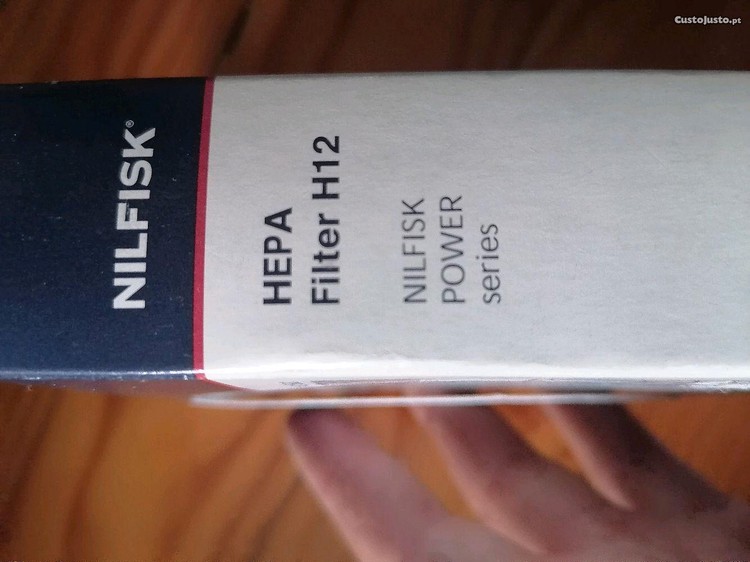 CustoJusto.pt
NILFISK®
HEPA
Filter H12
NILFISK
POWER
series